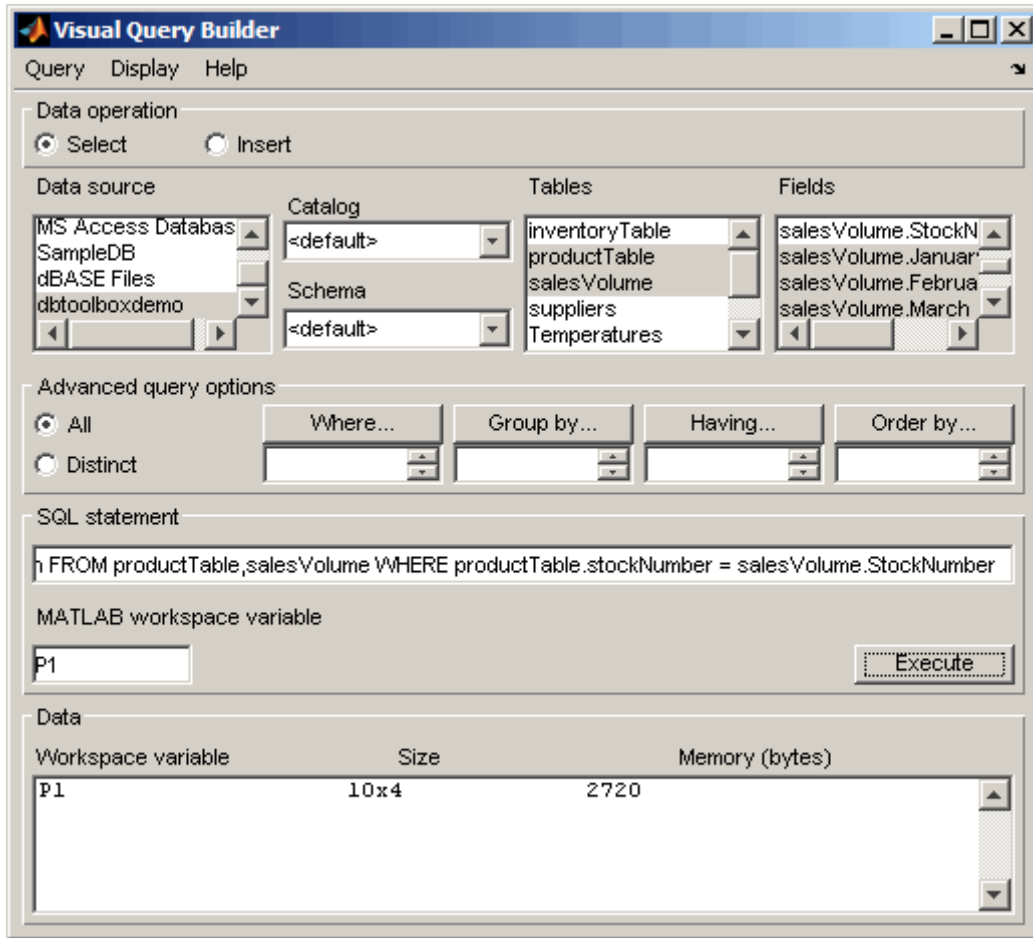 Visual Query Builder
Query Display Help
Data operation
Select Insert
Data source
MS Access Databas
SampleDB
dBASE Files
dbtoolboxdemo
Catalog
<default>
Schema
<default>
Tables
inventoryTable
productTable
salesVolume
suppliers
Temperatures
Fields
salesVolume.StockN
salesVolume.Januar
salesVolume.Februa
salesVolume.March
Advanced query options
All
Distinct
Where... Group by... Having... Order by...
SQL statement
FROM productTable,salesVolume WHERE productTable.stockNumber = salesVolume.StockNumber
MATLAB workspace variable
P1
Execute
Data
Workspace variable Size Memory (bytes)
P1 10x4 2720